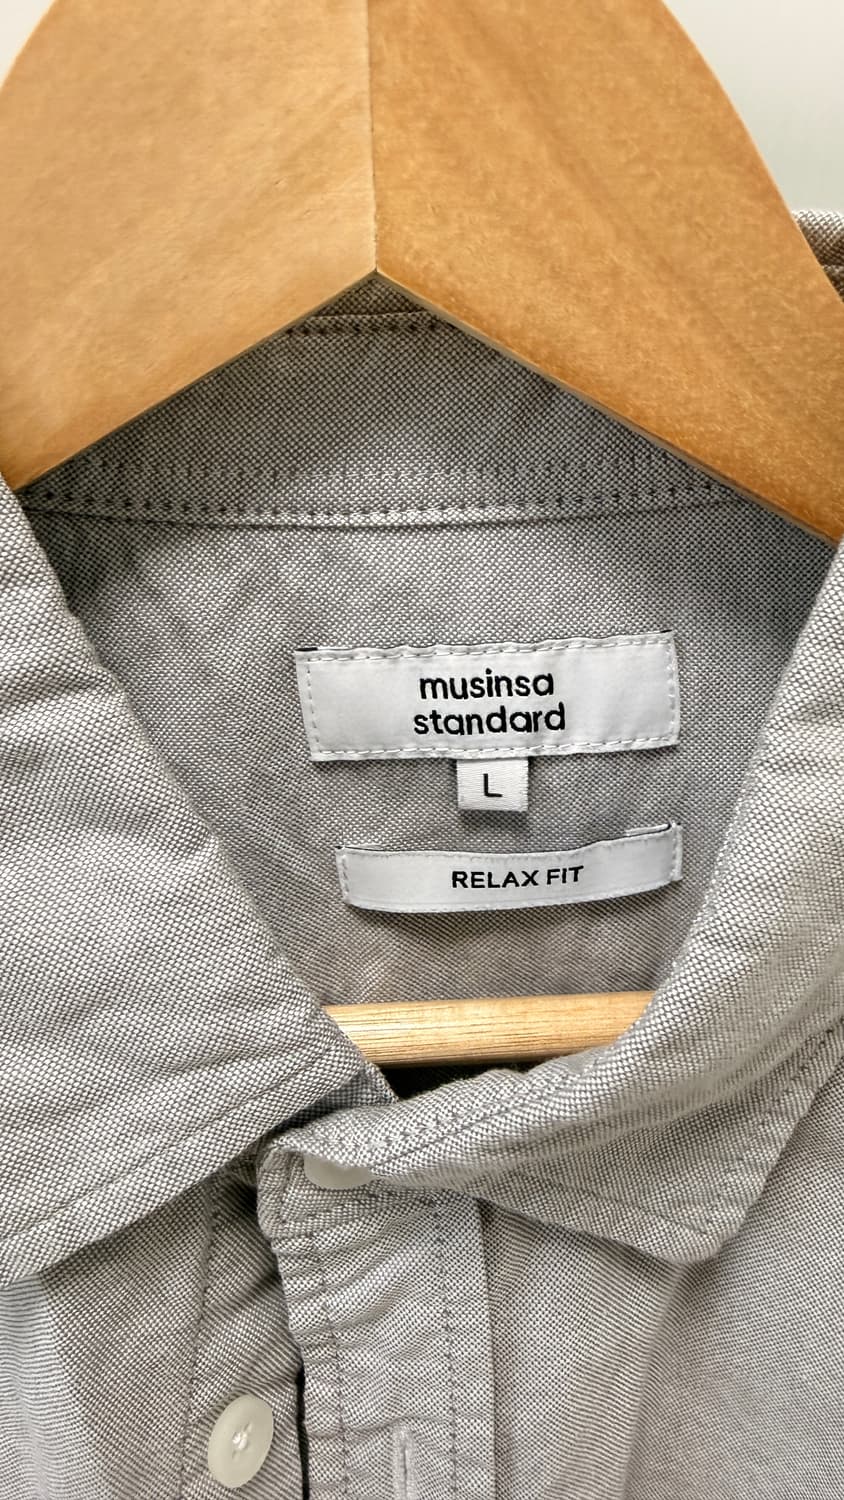 musinsa
standard
L
RELAX FIT